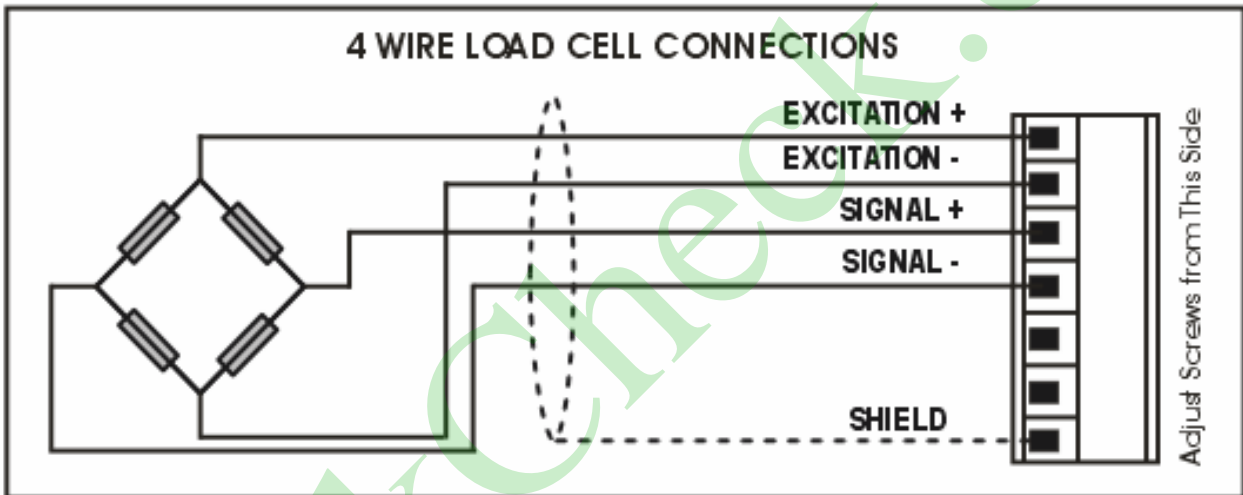 4 WIRE LOAD CELL CONNECTIONS
EXCITATION +
EXCITATION -
SIGNAL +
SIGNAL -
SHIELD
Adjust Screws from This Side